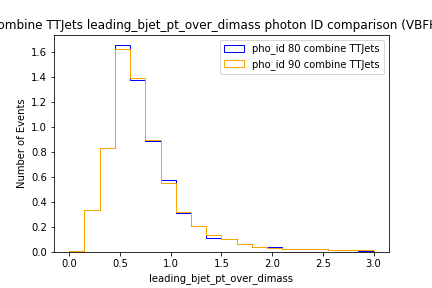 ombine TTJets leading_bjet_pt_over_dimass photon ID comparison (VBF
1.6
1.4
1.2
1.0
0.8
0.6
0.4
0.2
0.0
Number of Events
pho_id 80 combine TTJets
pho_id 90 combine TTJets
0.0 0.5 1.0 1.5 2.0 2.5 3.0
leading_bjet_pt_over_dimass